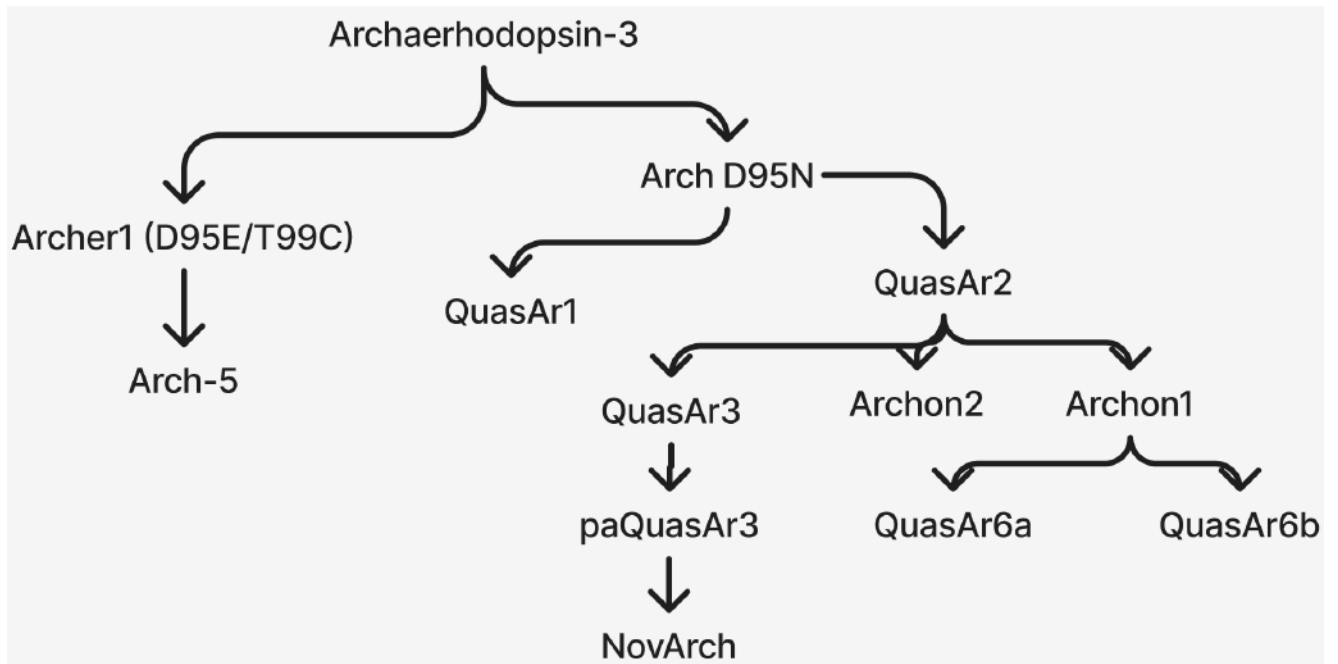 Archaerhodopsin-3
Arch D95N
Archer1 (D95E/T99C)
QuasAr2
QuasAr1
Arch-5
QuasAr3
Archon2
Archon1
paQuasAr3
QuasAr6a
QuasAr6b
NovArch